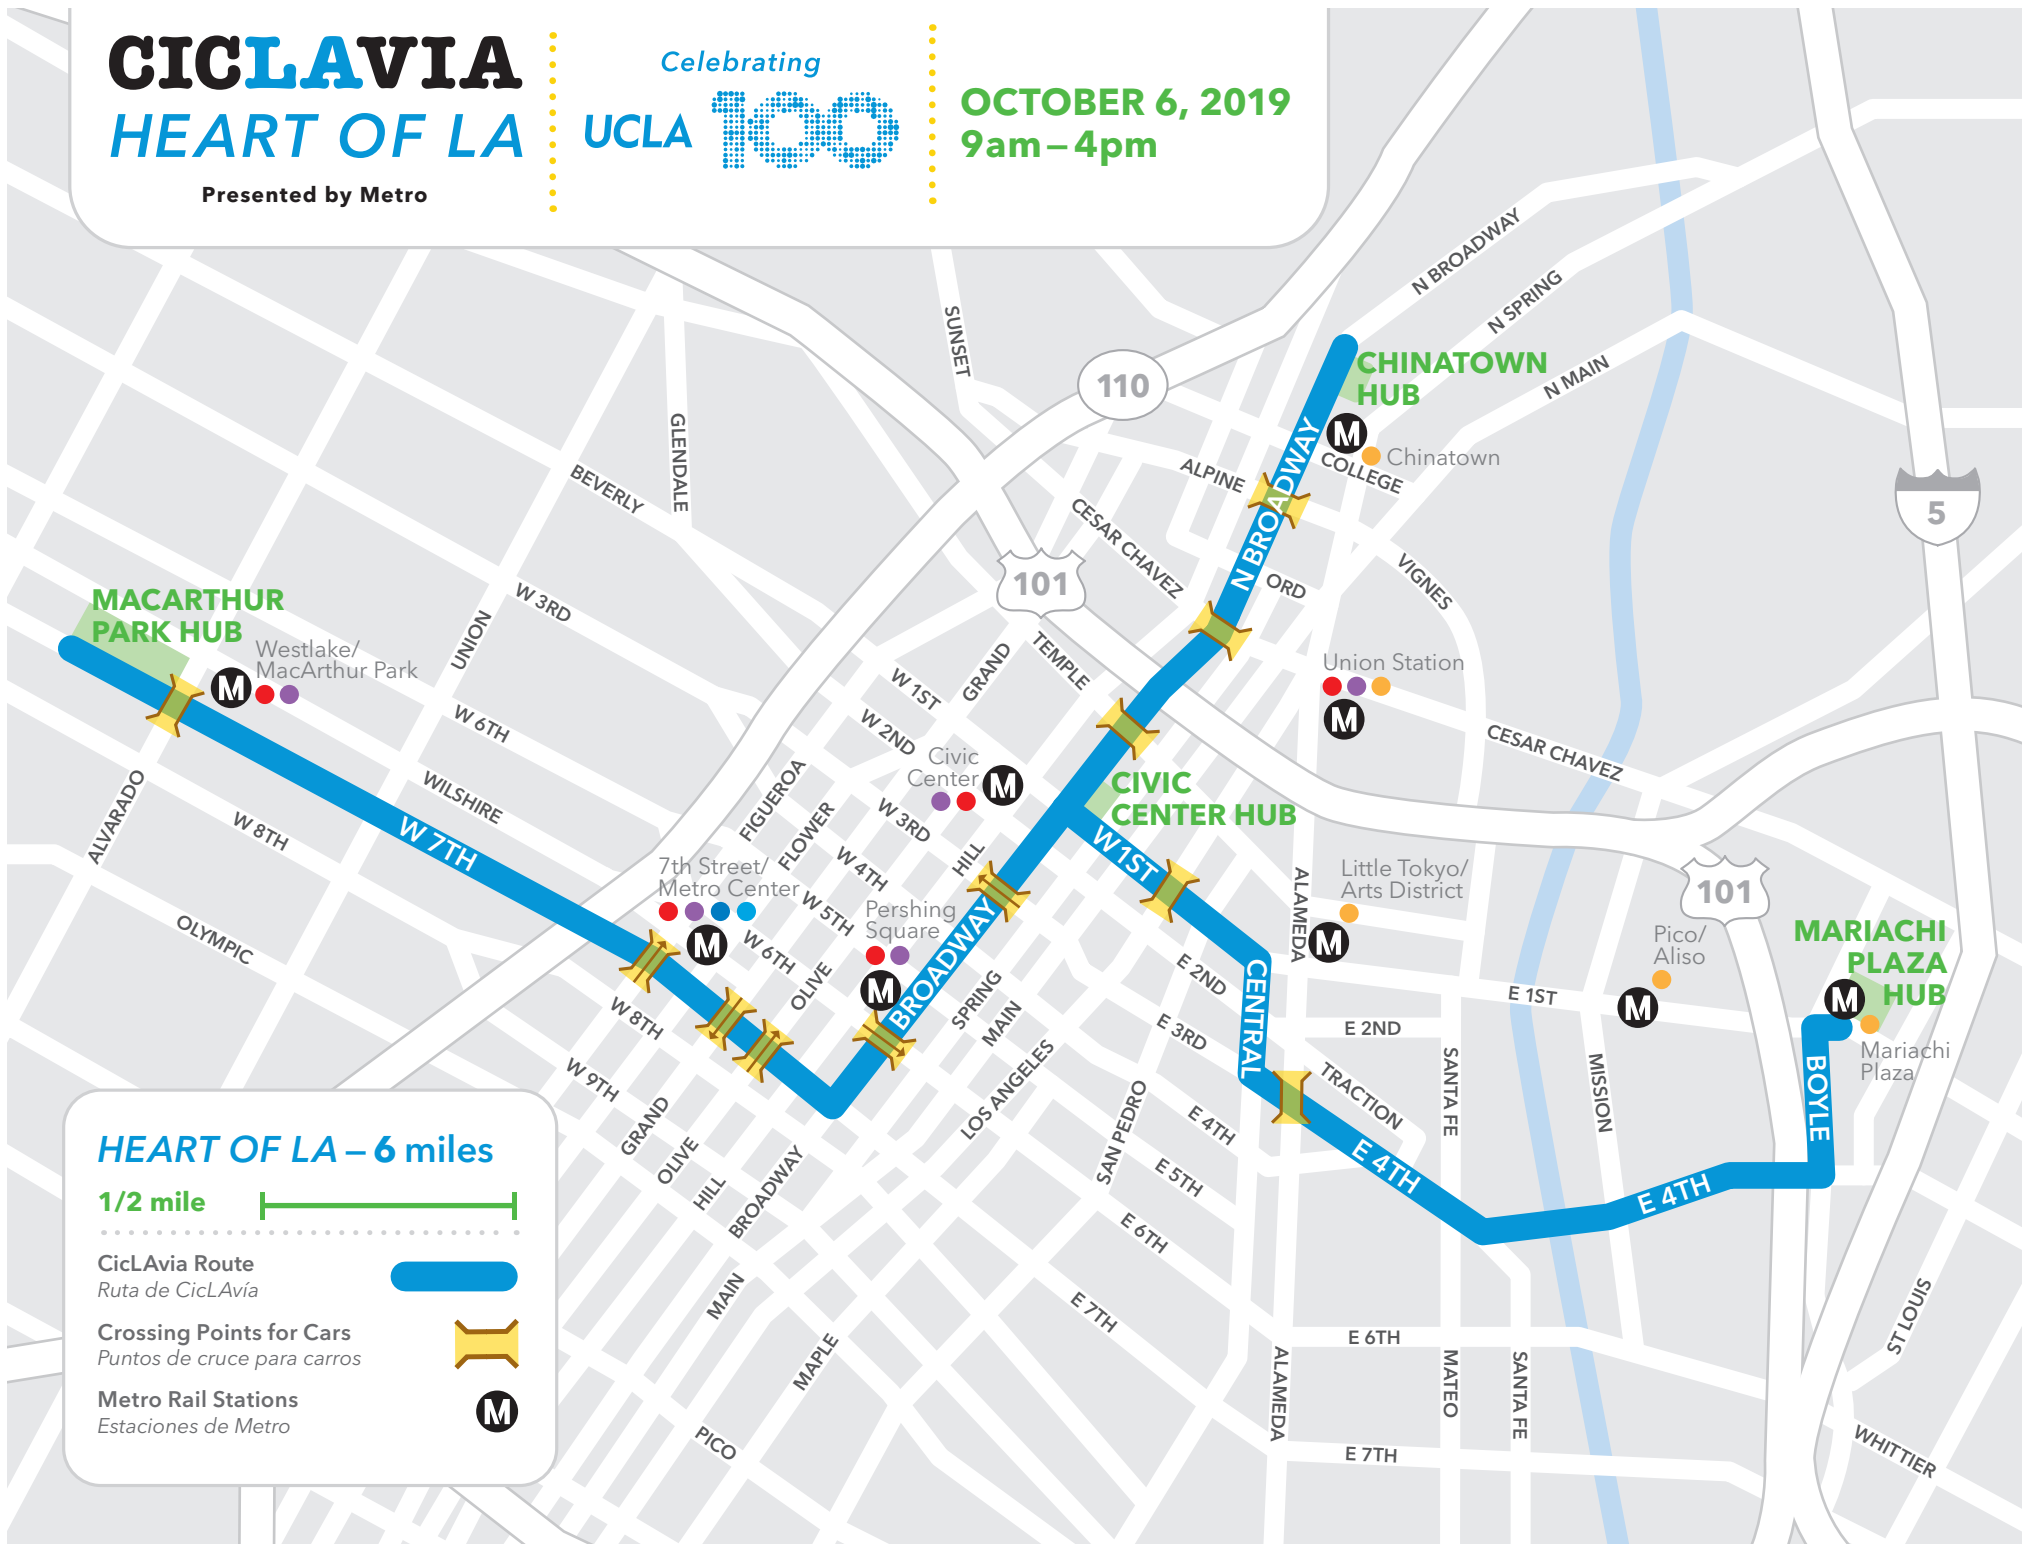 CICLAVIA
HEART OF LA
Presented by Metro
Celebrating
UCLA 100
OCTOBER 6, 2019
9am—4pm
N BROADWAY
N SPRING
N MAIN
SUNSET
110
CHINATOWN
HUB
M
Chinatown
COLLEGE
ALPINE
N BROADWAY
GLENDALE
BEVERLY
CESAR CHAVEZ
5
101
ORD
VIGNES
MACARTHUR
PARK HUB
Westlake/
MacArthur Park
M
UNION
W 3RD
TEMPLE
GRAND
W 1ST
W 2ND
Union Station
M
CESAR CHAVEZ
W 6TH
WILSHIRE
Civic
Center
M
CIVIC
CENTER HUB
FIGUEROA
FLOWER
W 3RD
HILL
W 1ST
ALVARADO
W 8TH
W 7TH
W 4TH
W 5TH
7th Street/
Metro Center
M
W 6TH
OLIVE
Pershing
Square
M
BROADWAY
ALAMEDA
Little Tokyo/
Arts District
M
101
OLYMPIC
SPRING
MAIN
E 2ND
CENTRAL
E 1ST
Pico/
Aliso
M
MARIACHI
PLAZA
HUB
M
Mariachi
Plaza
BOYLE
W 8TH
W 9TH
LOS ANGELES
E 3RD
E 2ND
TRACTION
SANTA FE
MISSION
GRAND
OLIVE
HILL
BROADWAY
SAN PEDRO
E 4TH
E 4TH
E 4TH
E 5TH
E 6TH
MAIN
E 7TH
MAPLE
E 6TH
ALAMEDA
MATEO
SANTA FE
ST LOUIS
PICO
E 7TH
WHITTIER
HEART OF LA — 6 miles
1/2 mile
CicLAvia Route
Ruta de CicLAvía
Crossing Points for Cars
Puntos de cruce para carros
Metro Rail Stations
Estaciones de Metro
M